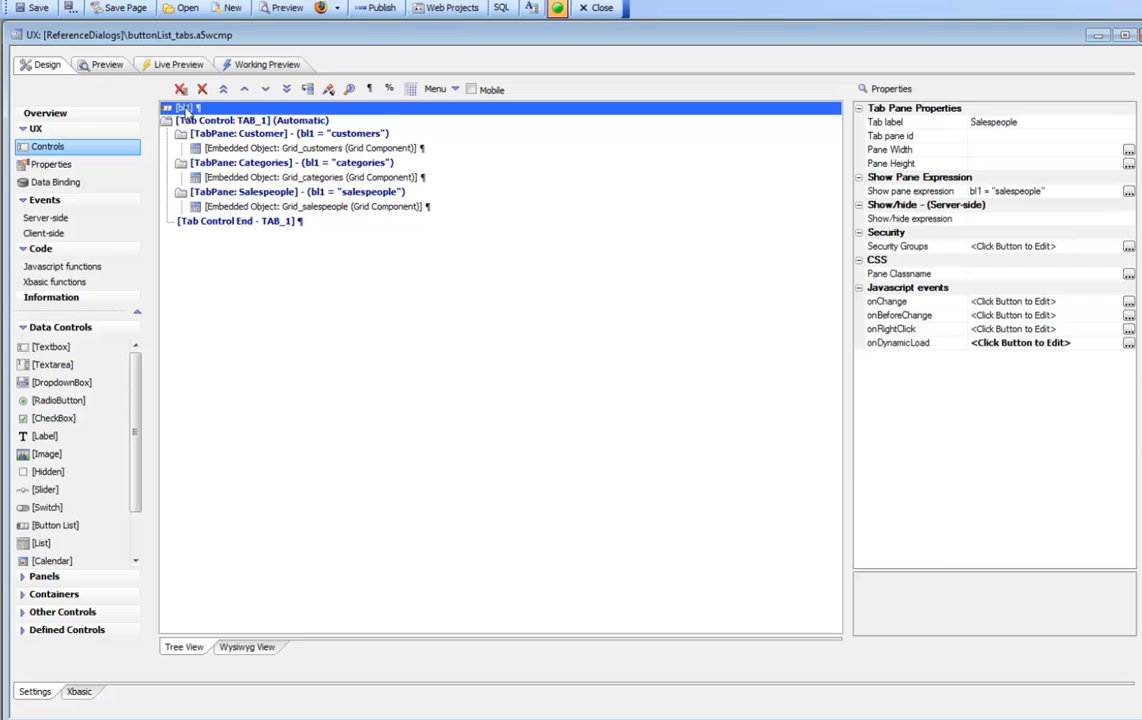 Save Save Page Open New Preview Publish Web Projects SQL Close
UX: [ReferenceDialogs]\buttonList_tabs.a5wcmp
Design Preview Live Preview Working Preview
¶ % Menu Mobile
Overview
UX
Controls
Properties
Data Binding
Events
Server-side
Client-side
Code
Javascript functions
Xbasic functions
Information
Data Controls
[Textbox]
[Textarea]
[DropdownBox]
[RadioButton]
[CheckBox]
[Label]
[Image]
[Hidden]
[Slider]
[Switch]
[Button List]
[List]
[Calendar]
Panels
Containers
Other Controls
Defined Controls
[bl1] ¶
[Tab Control: TAB_1] (Automatic)
[TabPane: Customer] - (bl1 = "customers")
[Embedded Object: Grid_customers (Grid Component)] ¶
[TabPane: Categories] - (bl1 = "categories")
[Embedded Object: Grid_categories (Grid Component)] ¶
[TabPane: Salespeople] - (bl1 = "salespeople")
[Embedded Object: Grid_salespeople (Grid Component)] ¶
[Tab Control End - TAB_1] ¶
Tree View Wysiwyg View
Settings Xbasic
Properties
Tab Pane Properties
Tab label Salespeople
Tab pane id
Pane Width ...
Pane Height ...
Show Pane Expression
Show pane expression bl1 = "salespeople"
Show/hide - (Server-side)
Show/hide expression
Security
Security Groups <Click Button to Edit> ...
CSS
Pane Classname ...
Javascript events
onChange <Click Button to Edit> ...
onBeforeChange <Click Button to Edit> ...
onRightClick <Click Button to Edit> ...
onDynamicLoad <Click Button to Edit> ...